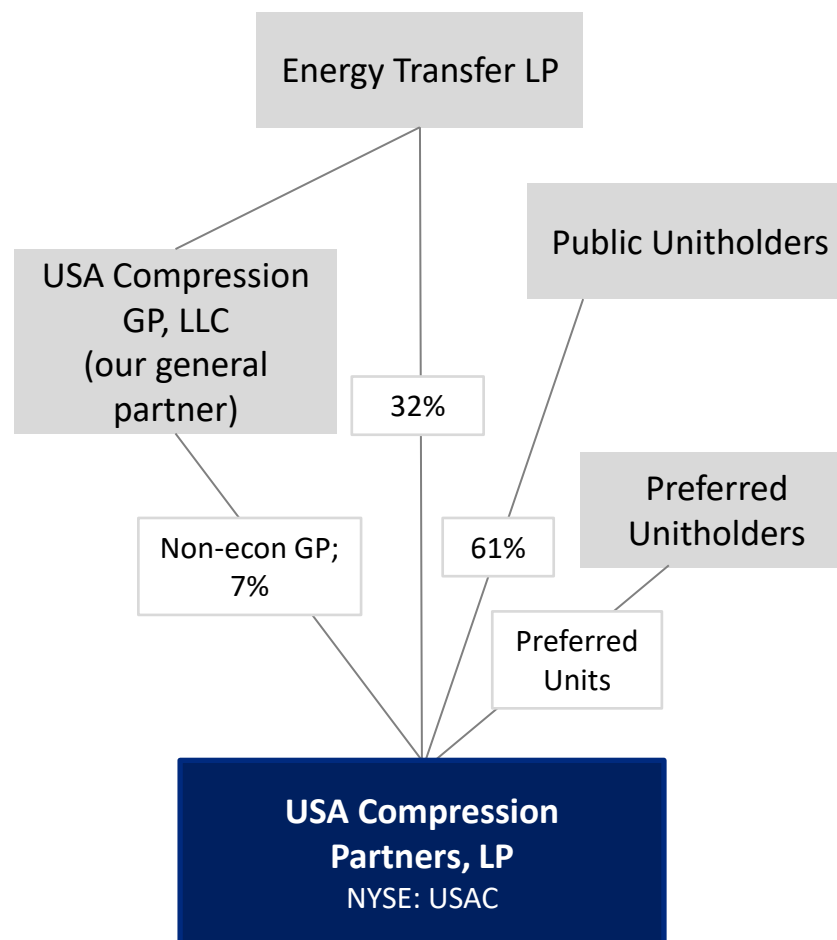 Energy Transfer LP
Public Unitholders
USA Compression
GP, LLC
(our general
partner)
32%
Preferred
Unitholders
Non-econ GP;
7%
61%
Preferred
Units
USA Compression
Partners, LP
NYSE: USAC